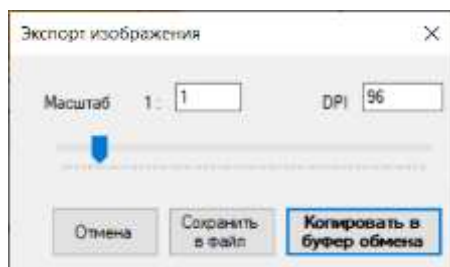 Экспорт изображения
Масштаб 1: 1 DPI 96
Отмена
Сохранить
в файл
Копировать в
буфер обмена